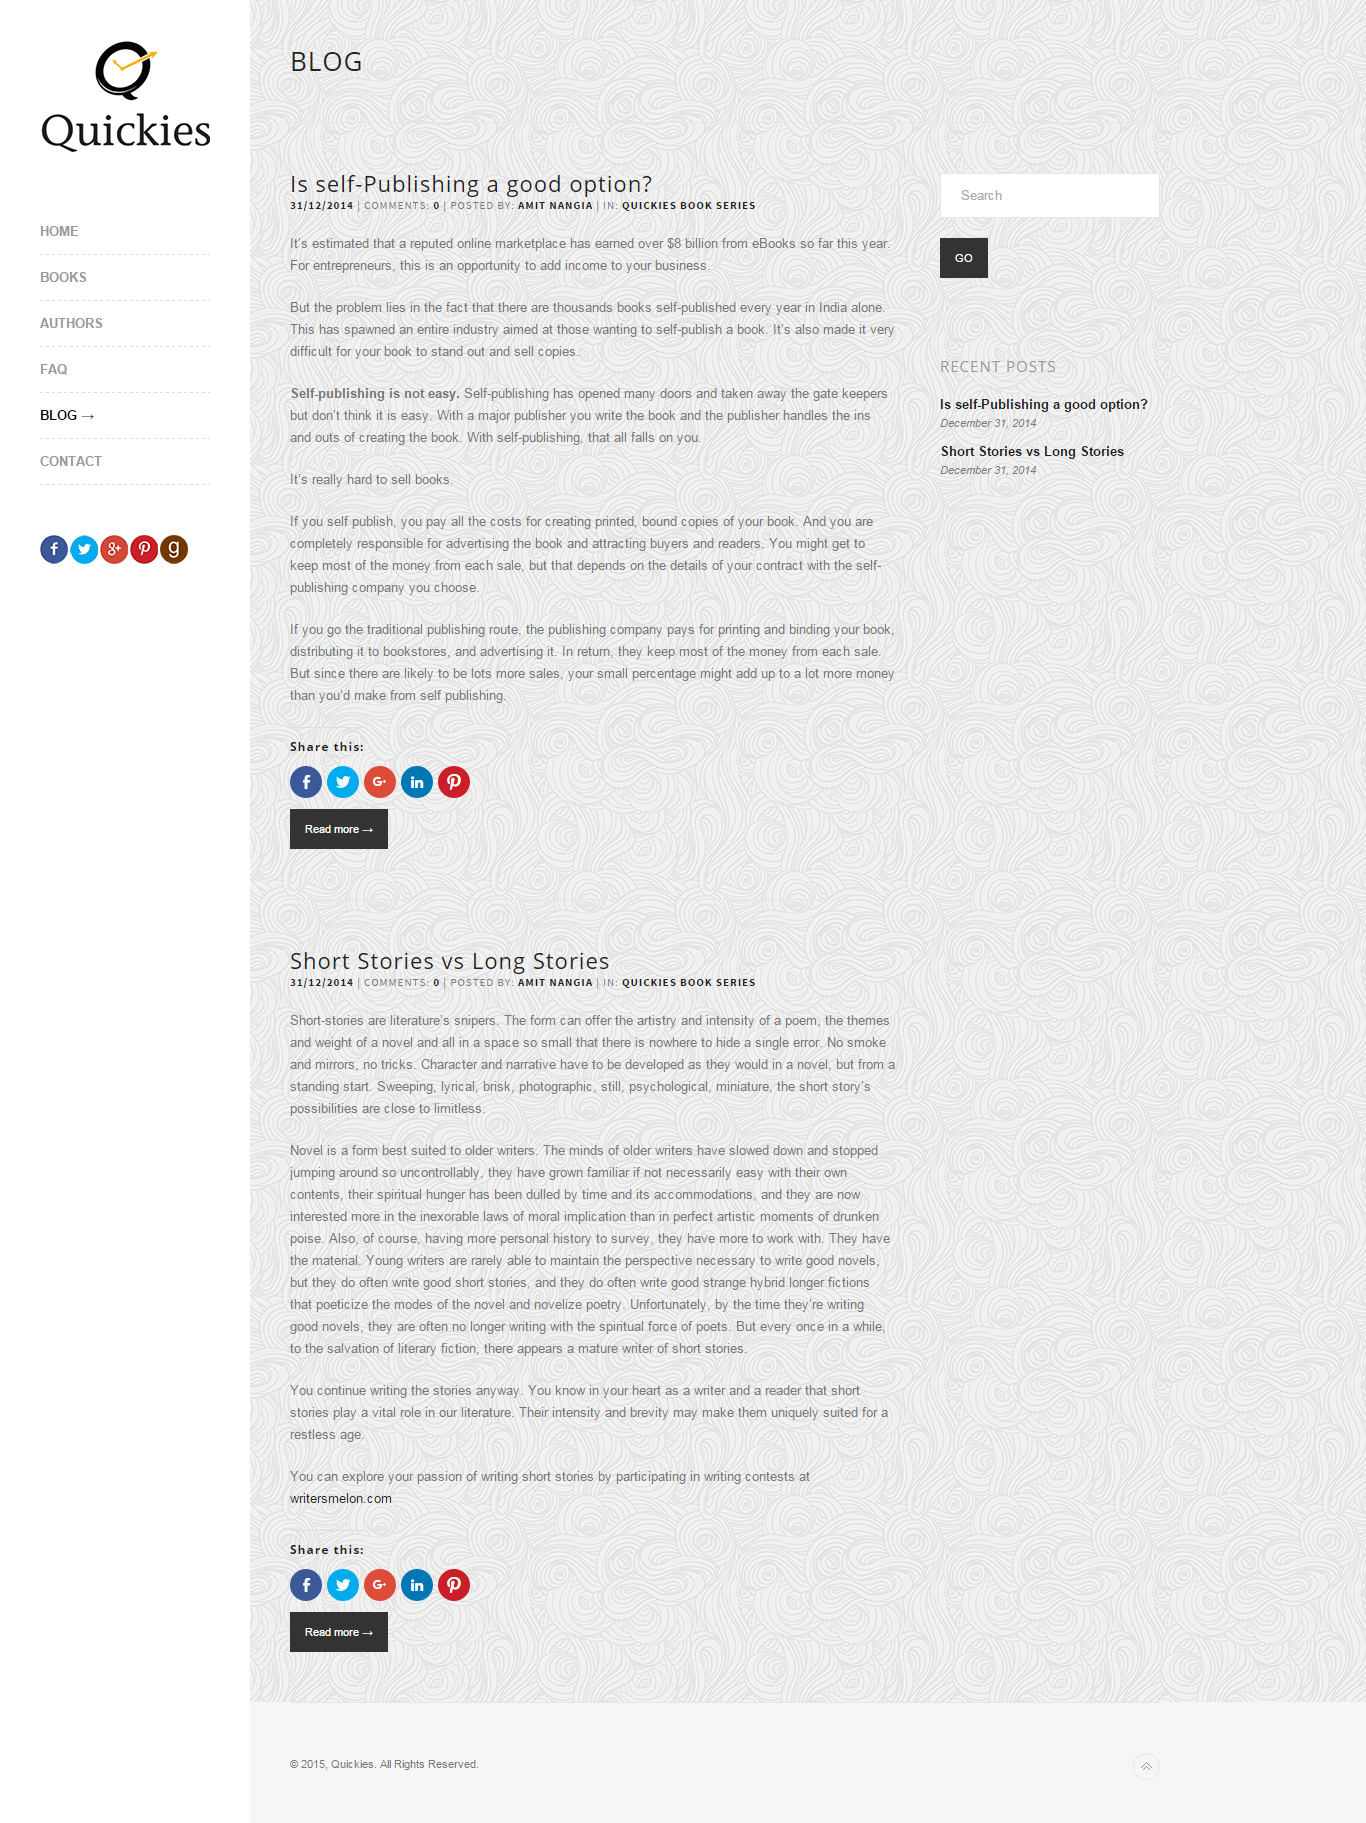 Quickies
HOME
BOOKS
AUTHORS
FAQ
BLOG →
CONTACT
BLOG
Is self-Publishing a good option?
31/12/2014 | COMMENTS: 0 | POSTED BY: AMIT NANGIA | IN: QUICKIES BOOK SERIES
It's estimated that a reputed online marketplace has earned over $8 billion from eBooks so far this year.
For entrepreneurs, this is an opportunity to add income to your business.
But the problem lies in the fact that there are thousands books self-published every year in India alone.
This has spawned an entire industry aimed at those wanting to self-publish a book. It's also made it very
difficult for your book to stand out and sell copies.
Self-publishing is not easy. Self-publishing has opened many doors and taken away the gate keepers
but don't think it is easy. With a major publisher you write the book and the publisher handles the ins
and outs of creating the book. With self-publishing, that all falls on you.
It's really hard to sell books.
If you self publish, you pay all the costs for creating printed, bound copies of your book. And you are
completely responsible for advertising the book and attracting buyers and readers. You might get to
keep most of the money from each sale, but that depends on the details of your contract with the self-
publishing company you choose.
If you go the traditional publishing route, the publishing company pays for printing and binding your book,
distributing it to bookstores, and advertising it. In return, they keep most of the money from each sale.
But since there are likely to be lots more sales, your small percentage might add up to a lot more money
than you'd make from self publishing.
Share this:
Read more →
Short Stories vs Long Stories
31/12/2014 | COMMENTS: 0 | POSTED BY: AMIT NANGIA | IN: QUICKIES BOOK SERIES
Short-stories are literature's snipers. The form can offer the artistry and intensity of a poem, the themes
and weight of a novel and all in a space so small that there is nowhere to hide a single error. No smoke
and mirrors, no tricks. Character and narrative have to be developed as they would in a novel, but from a
standing start. Sweeping, lyrical, brisk, photographic, still, psychological, miniature, the short story's
possibilities are close to limitless.
Novel is a form best suited to older writers. The minds of older writers have slowed down and stopped
jumping around so uncontrollably, they have grown familiar if not necessarily easy with their own
contents, their spiritual hunger has been dulled by time and its accommodations, and they are now
interested more in the inexorable laws of moral implication than in perfect artistic moments of drunken
poise. Also, of course, having more personal history to survey, they have more to work with. They have
the material. Young writers are rarely able to maintain the perspective necessary to write good novels,
but they do often write good short stories, and they do often write good strange hybrid longer fictions
that poeticize the modes of the novel and novelize poetry. Unfortunately, by the time they're writing
good novels, they are often no longer writing with the spiritual force of poets. But every once in a while,
to the salvation of literary fiction, there appears a mature writer of short stories.
You continue writing the stories anyway. You know in your heart as a writer and a reader that short
stories play a vital role in our literature. Their intensity and brevity may make them uniquely suited for a
restless age.
You can explore your passion of writing short stories by participating in writing contests at
writersmelon.com
Share this:
Read more →
Search
GO
RECENT POSTS
Is self-Publishing a good option?
December 31, 2014
Short Stories vs Long Stories
December 31, 2014
© 2015, Quickies. All Rights Reserved.